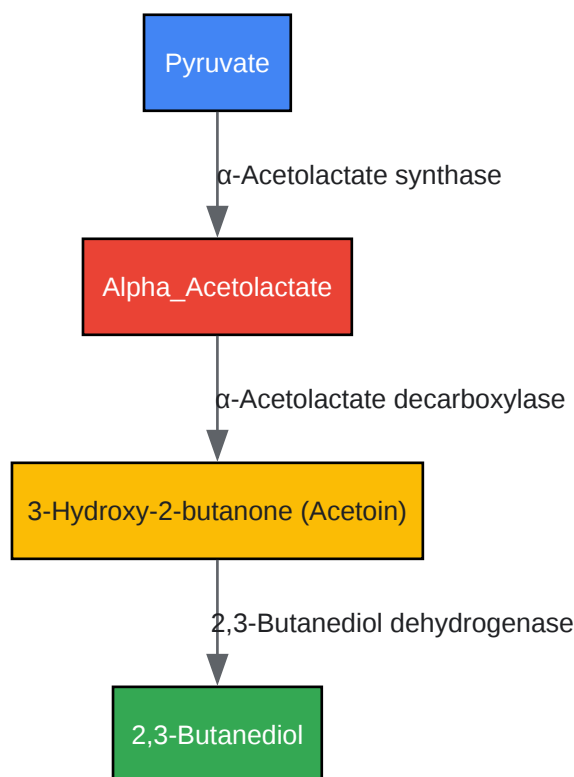 Pyruvate
α-Acetolactate synthase
Alpha_Acetolactate
α-Acetolactate decarboxylase
3-Hydroxy-2-butanone (Acetoin)
2,3-Butanediol dehydrogenase
2,3-Butanediol